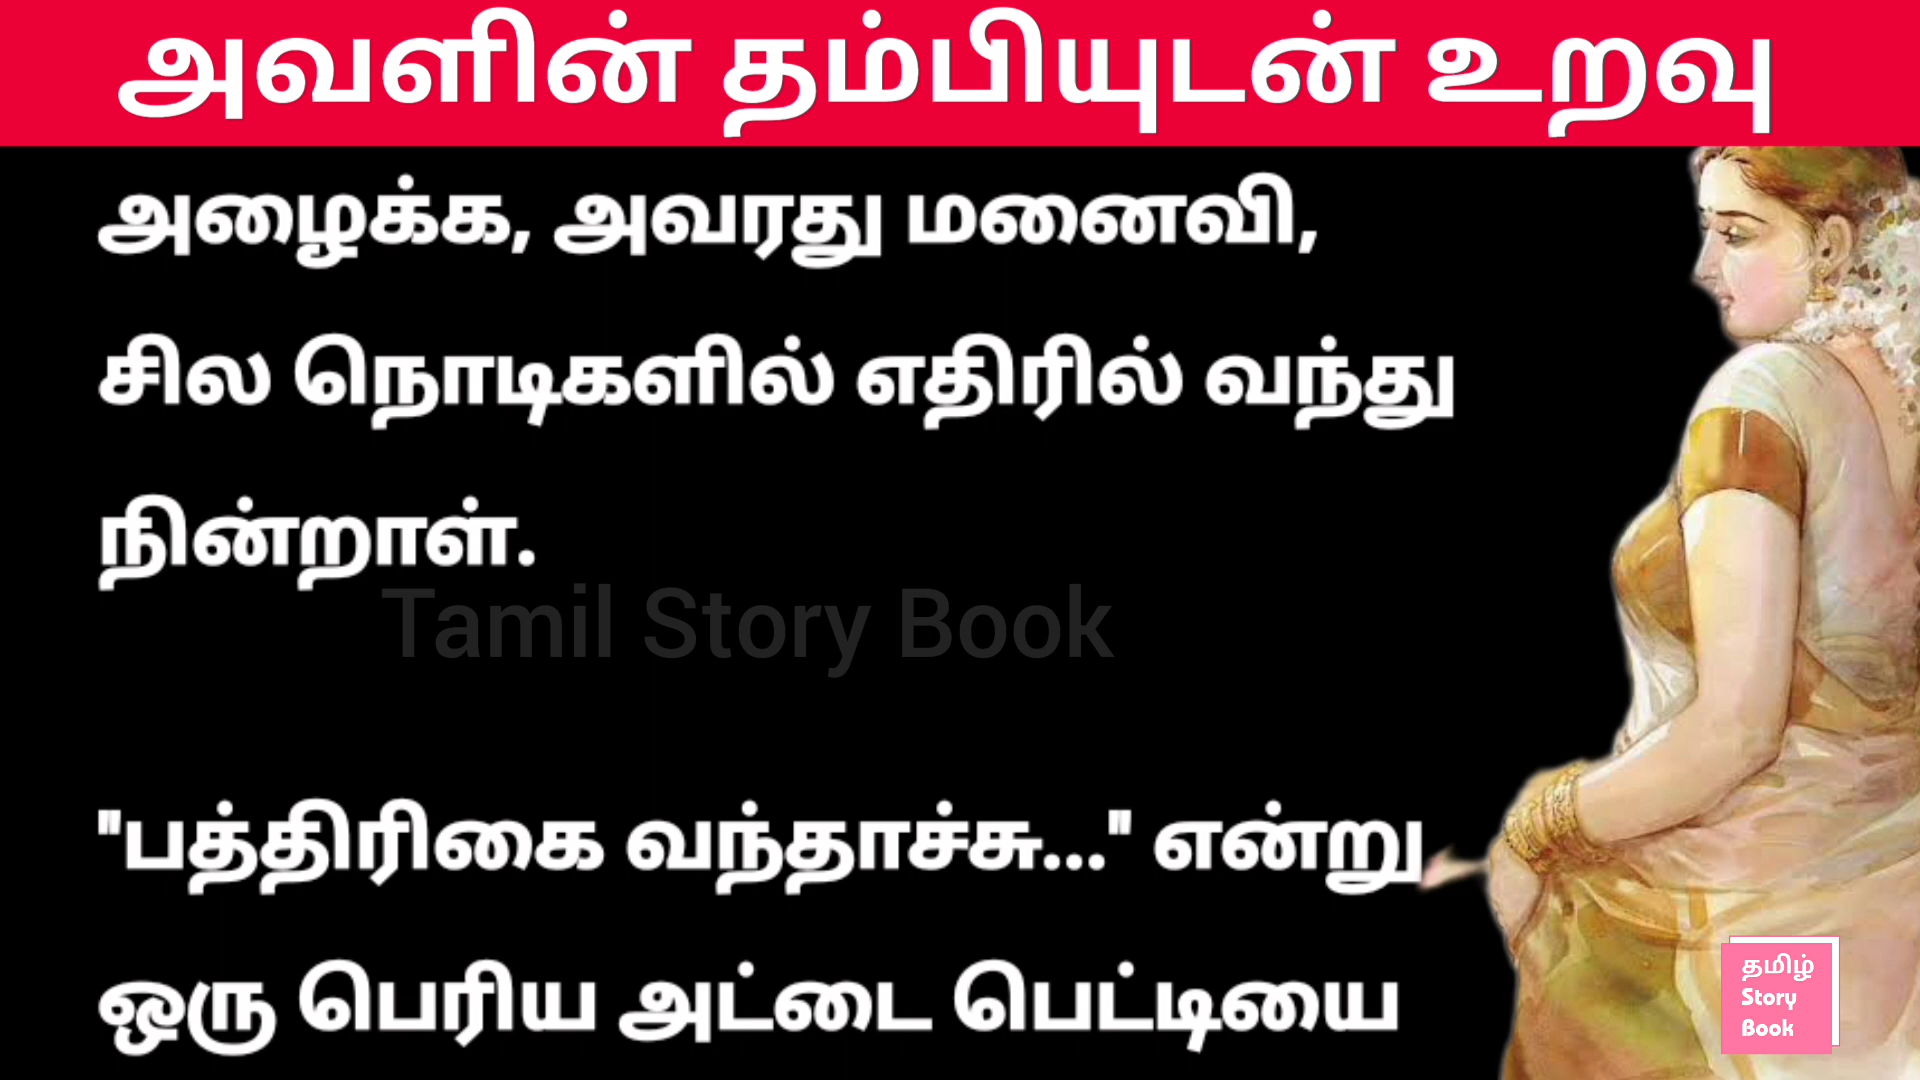 அவளின் தம்பியுடன் உறவு
அழைக்க, அவரது மனைவி,
சில நொடிகளில் எதிரில் வந்து
நின்றாள்.
Tamil Story Book
"பத்திரிகை வந்தாச்சு..." என்று
ஒரு பெரிய அட்டை பெட்டியை
தமிழ்
Story
Book